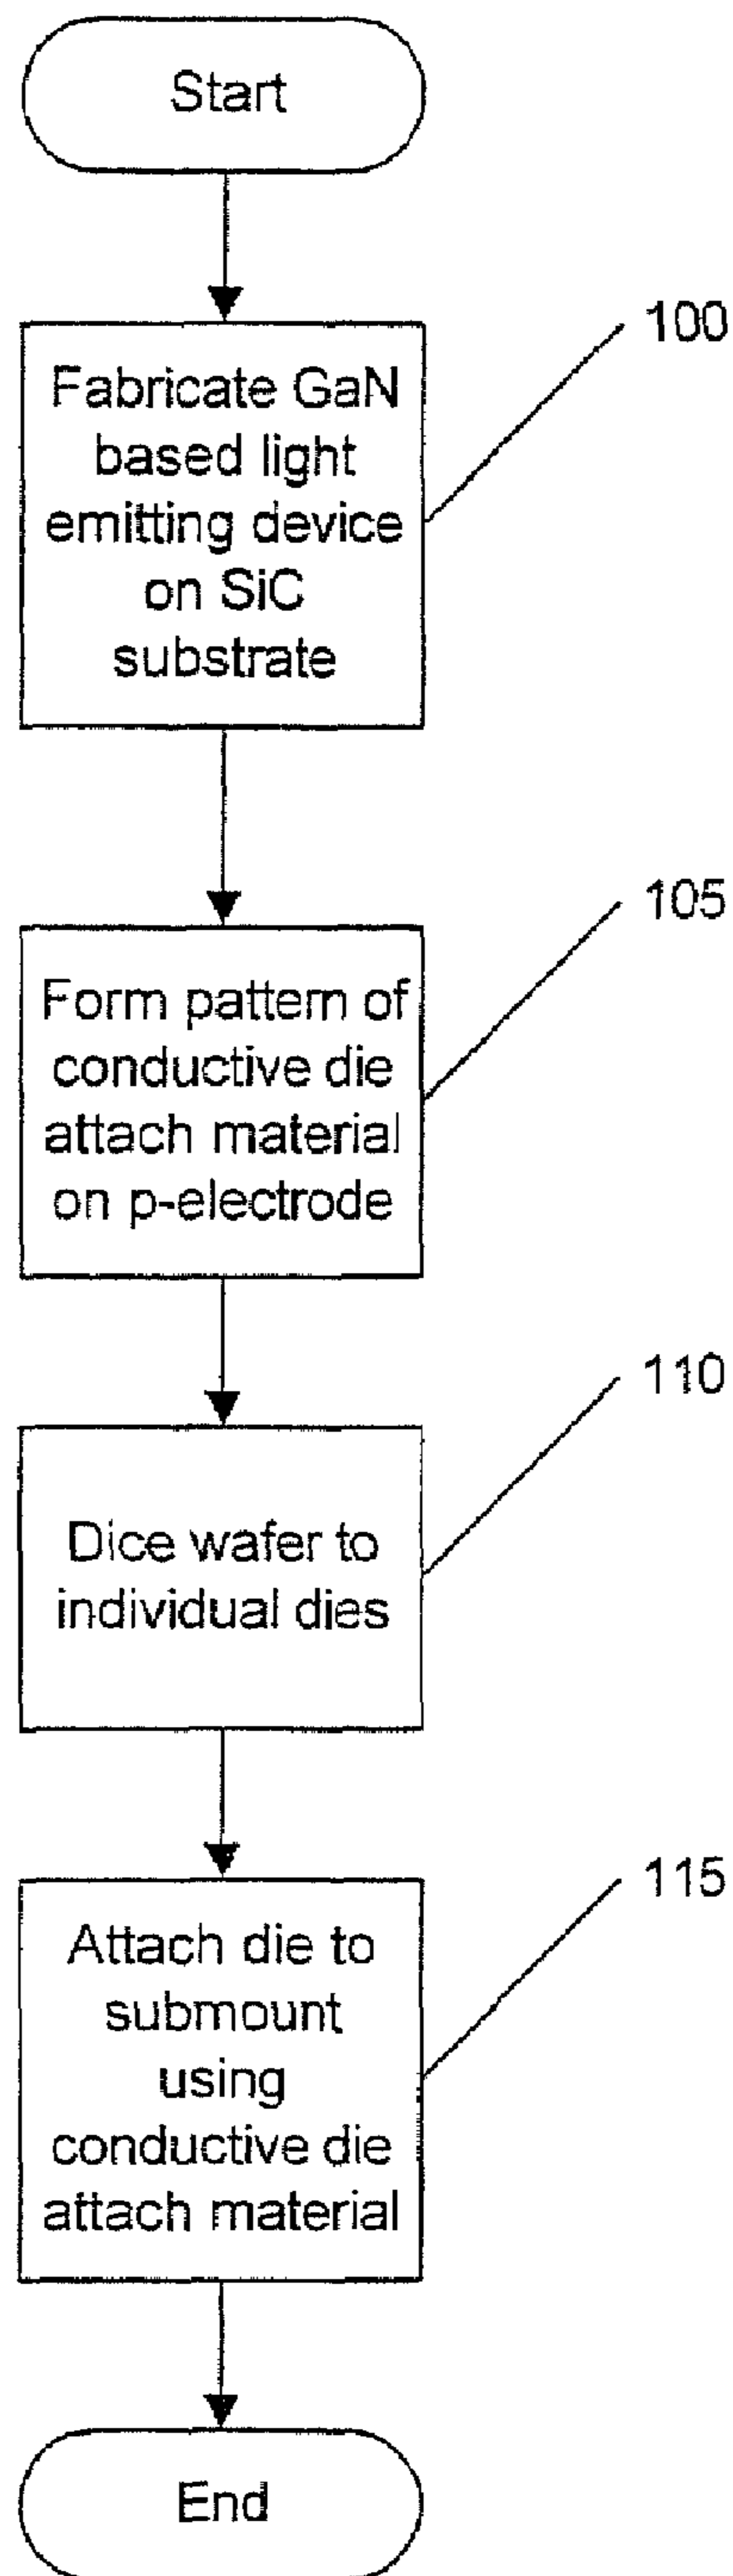 Start
100
Fabricate GaN
based light
emitting device
on SiC
substrate
105
Form pattern of
conductive die
attach material
on p-electrode
110
Dice wafer to
individual dies
115
Attach die to
submount
using
conductive die
attach material
End